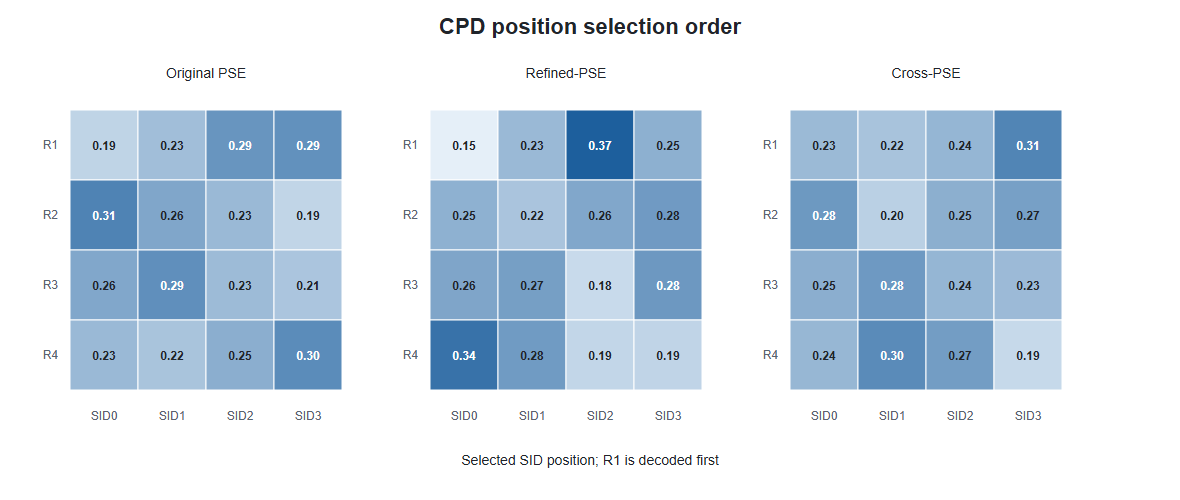 CPD position selection order
Original PSE Refined-PSE Cross-PSE
R1 0.19 0.23 0.29 0.29 R1 0.15 0.23 0.37 0.25 R1 0.23 0.22 0.24 0.31
R2 0.31 0.26 0.23 0.19 R2 0.25 0.22 0.26 0.28 R2 0.28 0.20 0.25 0.27
R3 0.26 0.29 0.23 0.21 R3 0.26 0.27 0.18 0.28 R3 0.25 0.28 0.24 0.23
R4 0.23 0.22 0.25 0.30 R4 0.34 0.28 0.19 0.19 R4 0.24 0.30 0.27 0.19
SID0 SID1 SID2 SID3 SID0 SID1 SID2 SID3 SID0 SID1 SID2 SID3
Selected SID position; R1 is decoded first